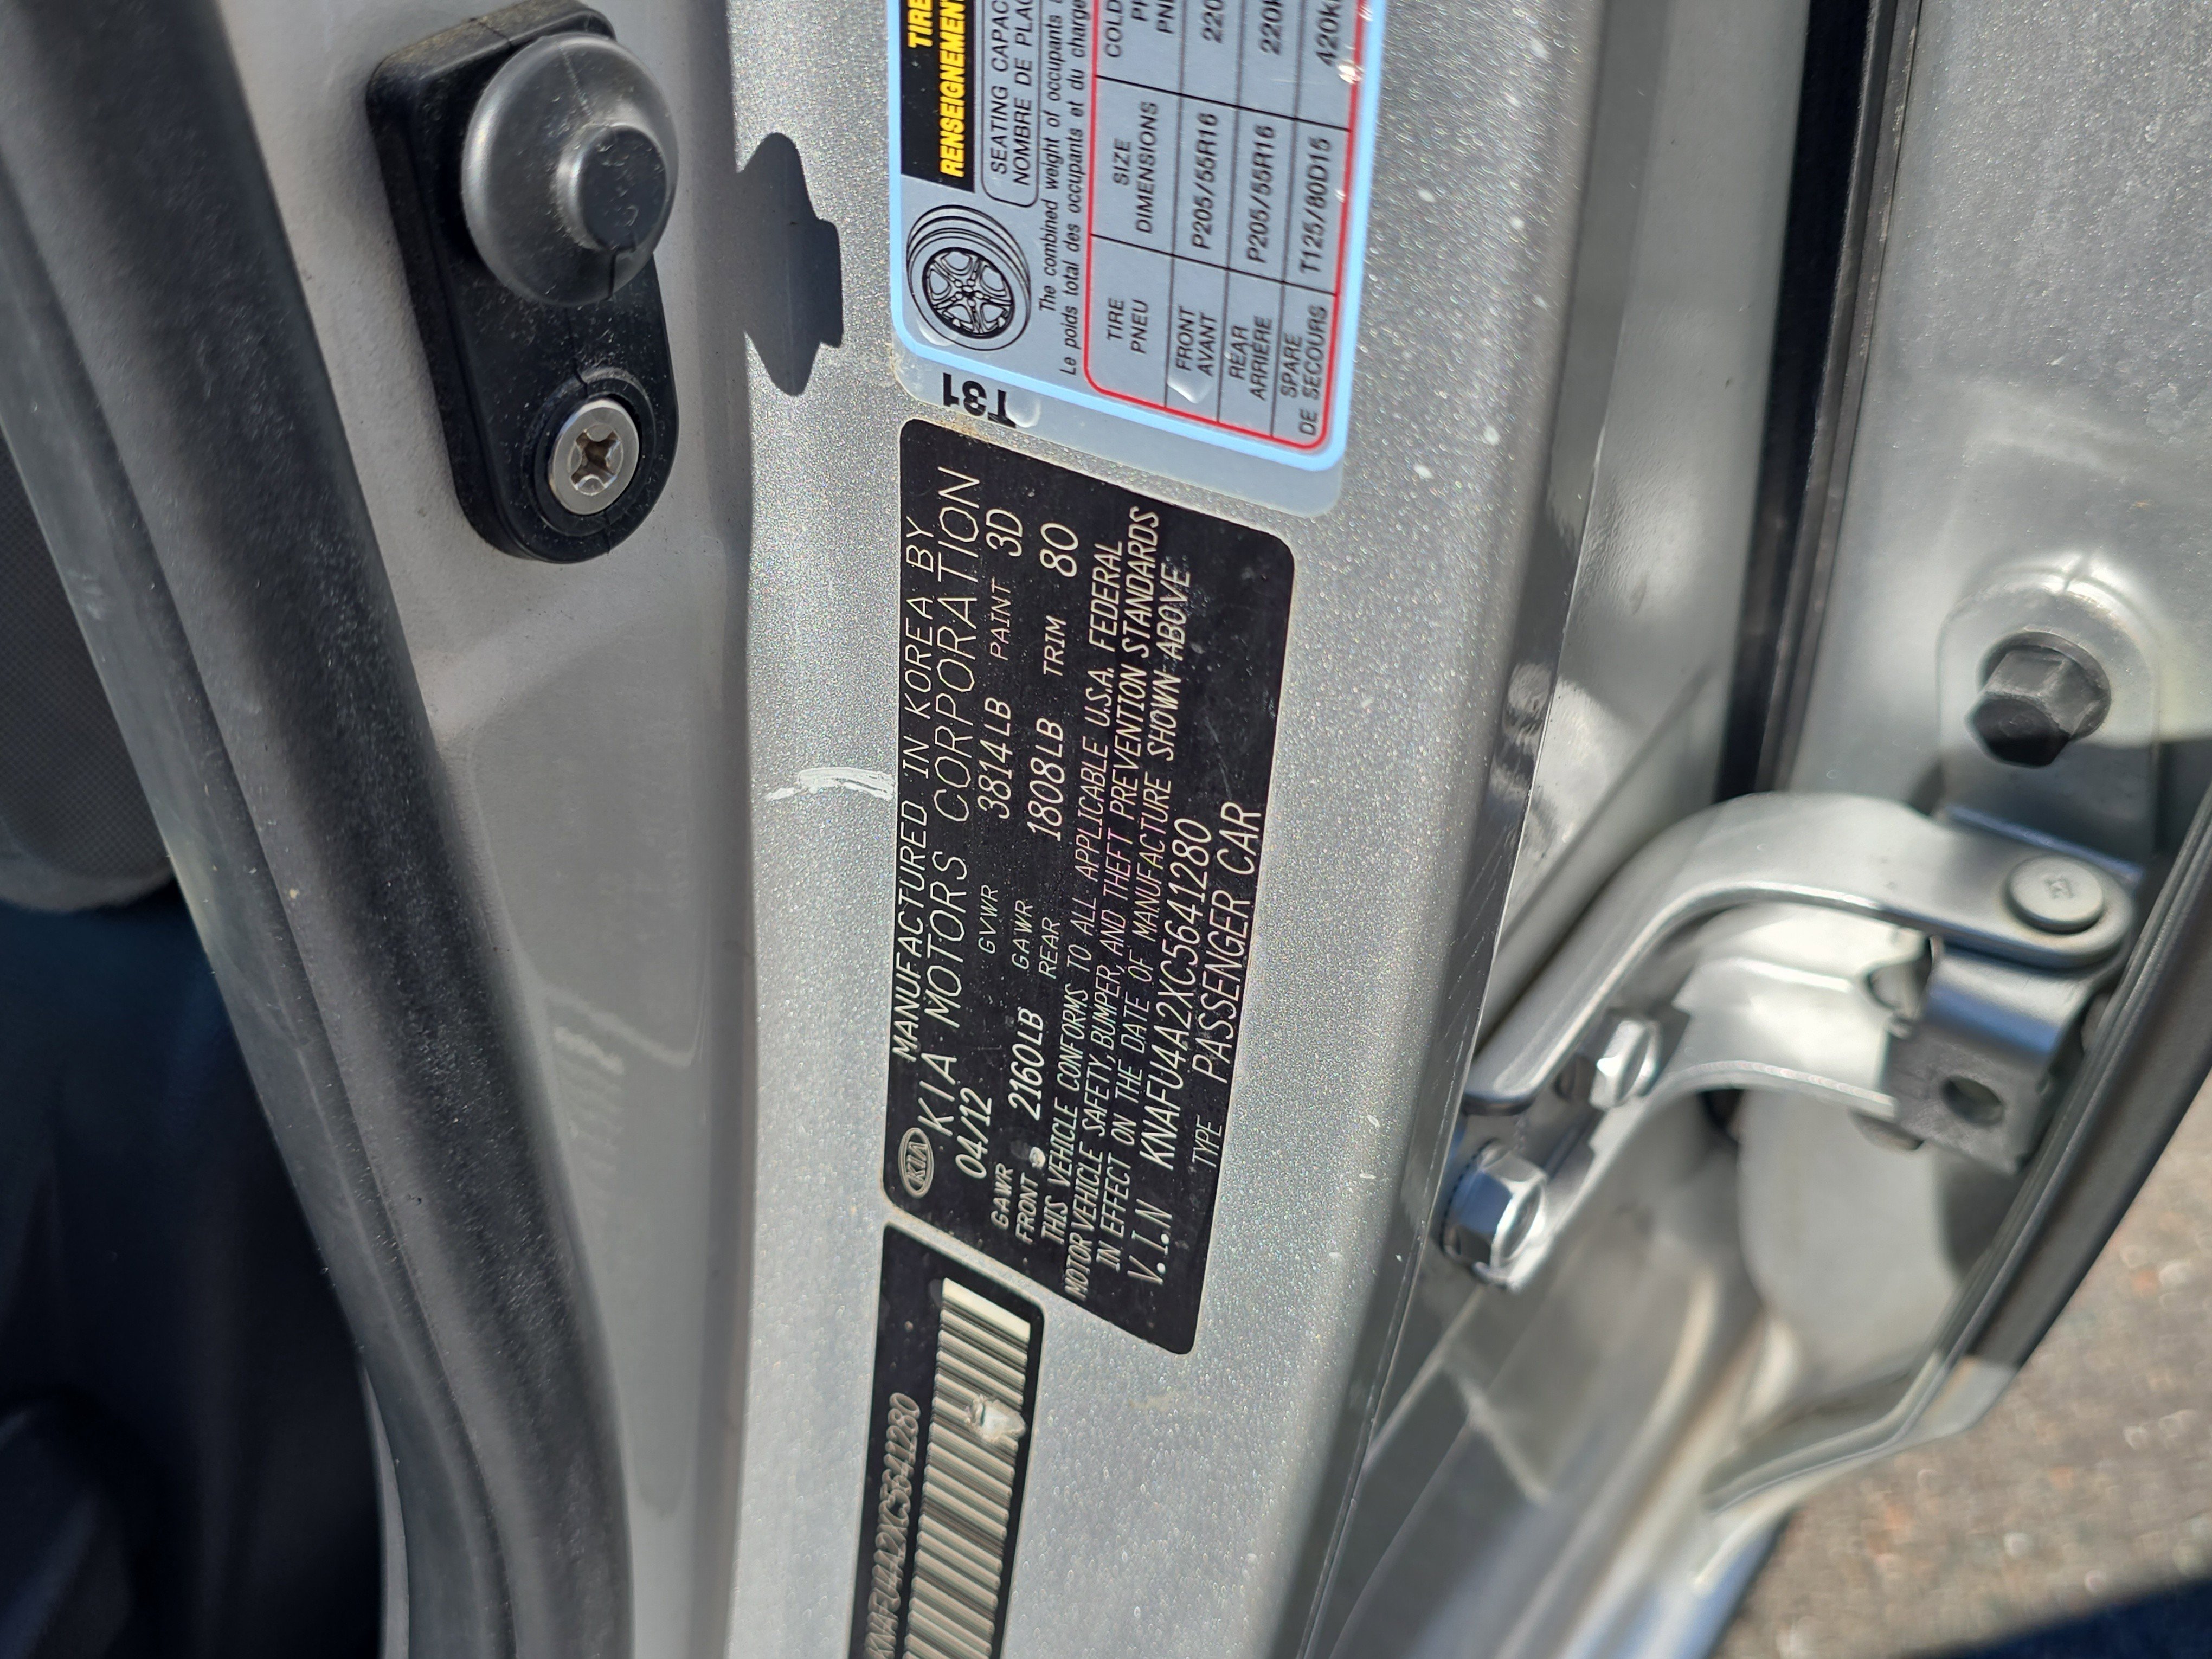 TIRE
RENSEIGNEMENT
SEATING CAPAC
NOMBRE DE PLAC
The combined weight of occupants
Le poids total des occupants et du charge
TIRE SIZE COLD
PNEU DIMENSIONS
FRONT P205/55R16 220
AVANT
REAR P205/55R16 220
ARRIÈRE
SPARE T125/80D15 420k
DE SECOURS
T31
KIA MANUFACTURED IN KOREA BY
KIA MOTORS CORPORATION
04/12 GVWR 3814LB PAINT 3D
GAWR FRONT 2160LB GAWR REAR 1808LB TRIM 80
THIS VEHICLE CONFORMS TO ALL APPLICABLE U.S.A. FEDERAL
MOTOR VEHICLE SAFETY, BUMPER, AND THEFT PREVENTION STANDARDS
IN EFFECT ON THE DATE OF MANUFACTURE SHOWN ABOVE
V.I.N KNAFU4A2XC5641280
TYPE PASSENGER CAR
KNAFU4A2XC5641280